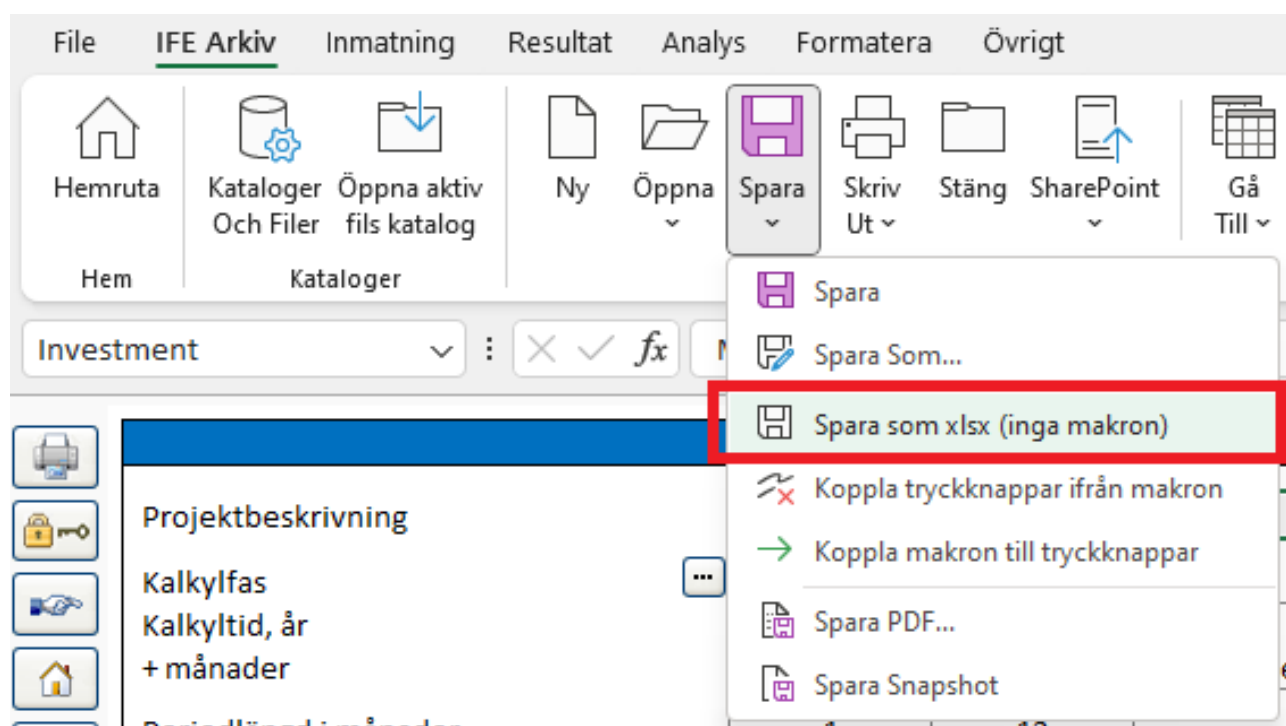 File IFE Arkiv Inmatning Resultat Analys Formatera Övrigt
Hemruta Kataloger Öppna aktiv Ny Öppna Spara Skriv Stäng SharePoint Gå
Och Filer fils katalog Ut Till
Hem Kataloger
Spara
Investment fx
Spara Som...
Spara som xlsx (inga makron)
Koppla tryckknappar ifrån makron
Projektbeskrivning
Koppla makron till tryckknappar
Kalkylfas ...
Kalkyltid, år
Spara PDF...
+ månader
Spara Snapshot